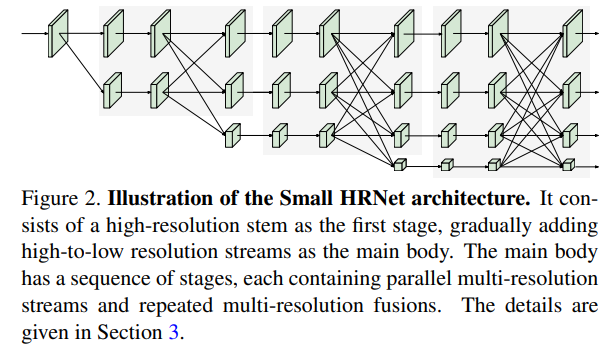 Figure 2. Illustration of the Small HRNet architecture. It con-
sists of a high-resolution stem as the first stage, gradually adding
high-to-low resolution streams as the main body. The main body
has a sequence of stages, each containing parallel multi-resolution
streams and repeated multi-resolution fusions. The details are
given in Section 3.